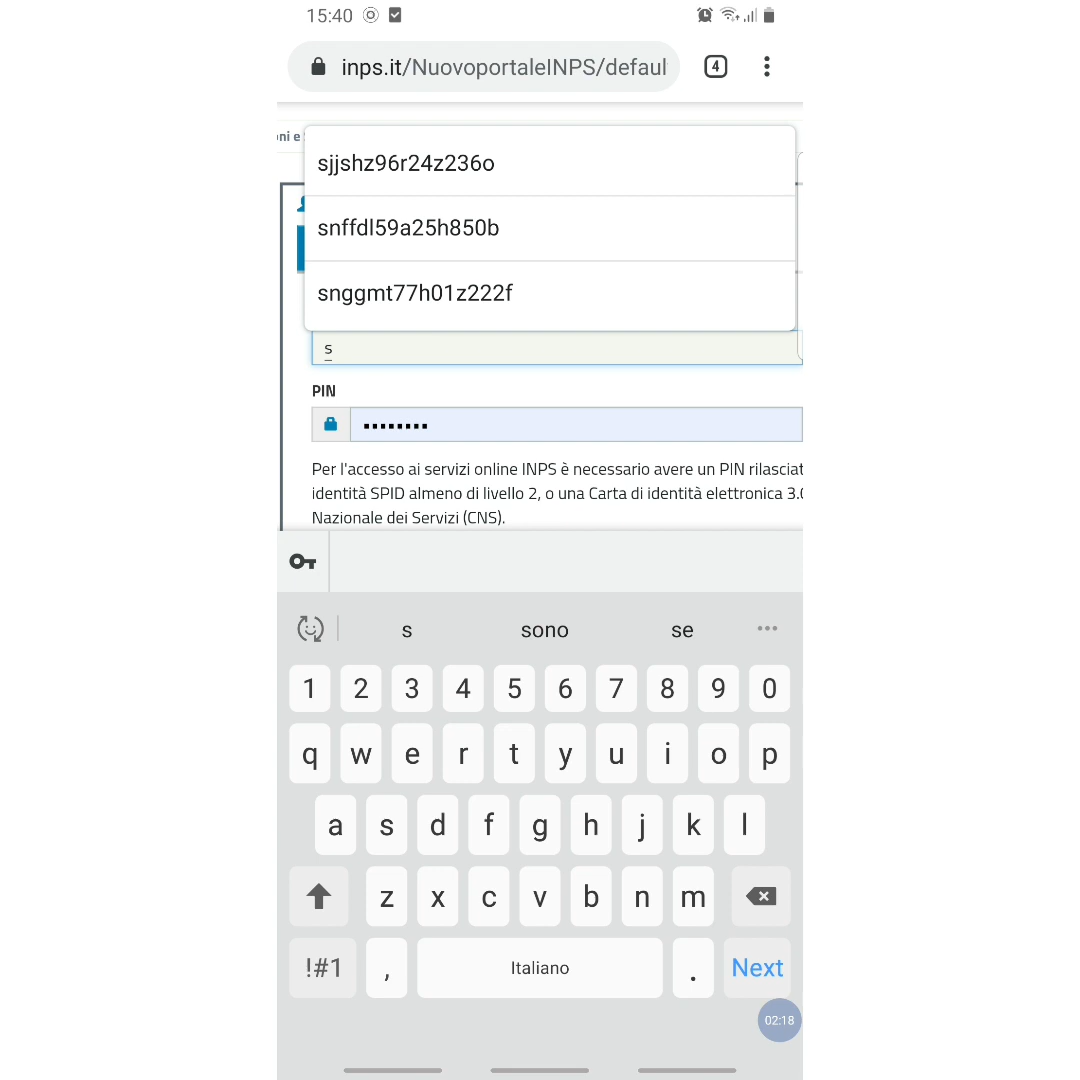 15:40
inps.it/NuovoportaleINPS/defaul
4
oni e S
sjjshz96r24z236o
snffdl59a25h850b
snggmt77h01z222f
s
PIN
••••••••
Per l'accesso ai servizi online INPS è necessario avere un PIN rilasciat
identità SPID almeno di livello 2, o una Carta di identità elettronica 3.0
Nazionale dei Servizi (CNS).
s sono se •••
1 2 3 4 5 6 7 8 9 0
q w e r t y u i o p
a s d f g h j k l
z x c v b n m
!#1 , Italiano . Next
02:18